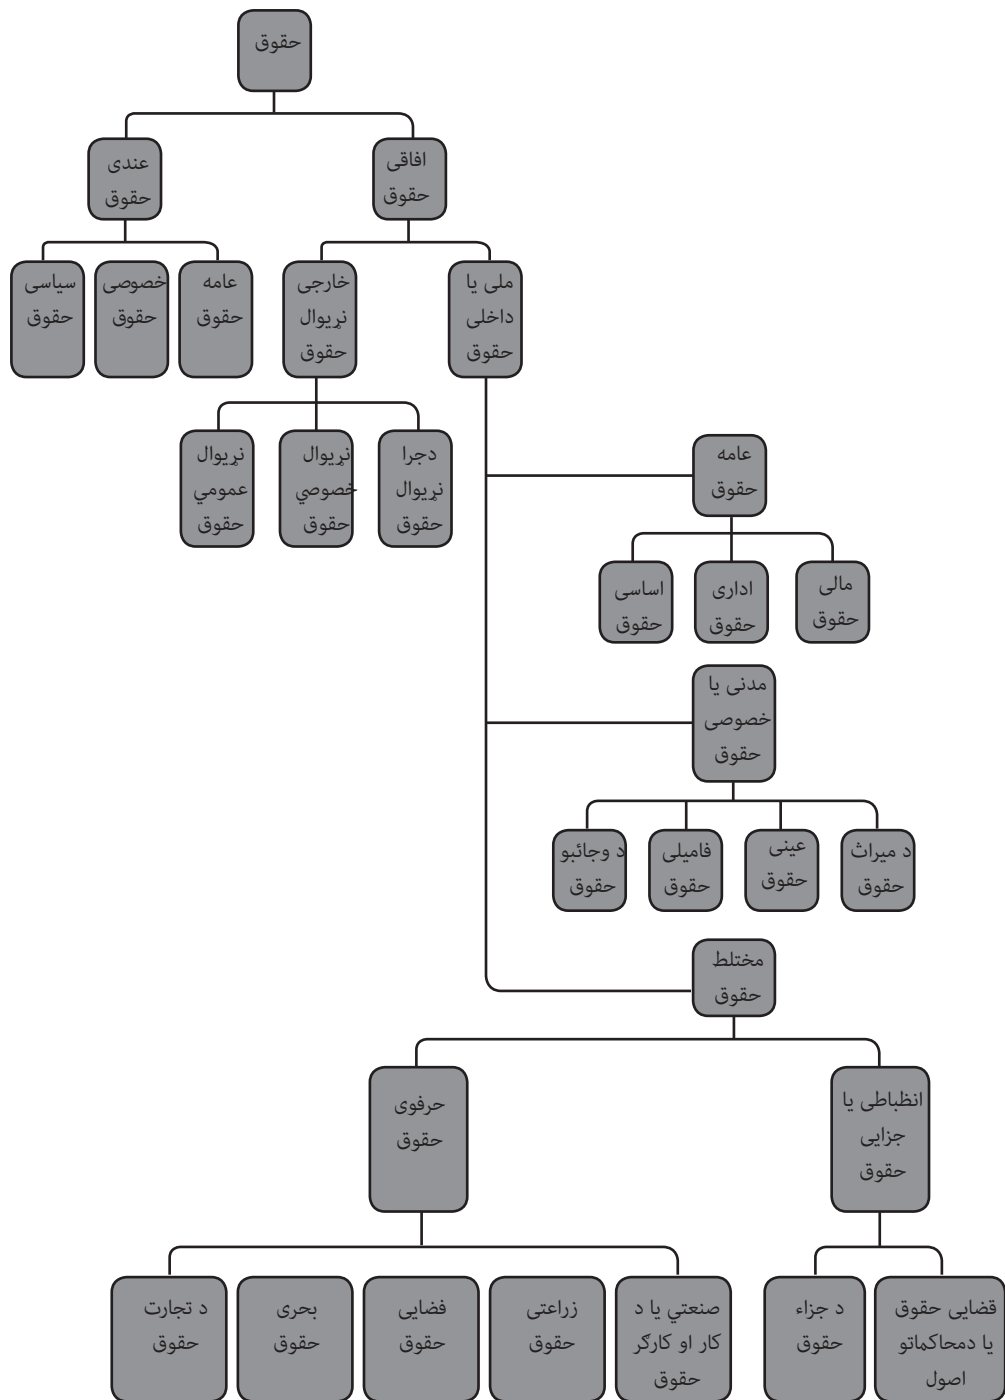 حقوق
افاقی
حقوق
عندی
حقوق
ملی یا
داخلی
حقوق
خارجی
نړیوال
حقوق
عامه
حقوق
خصوصی
حقوق
سیاسی
حقوق
دجرا
نړیوال
حقوق
نړیوال
خصوصي
حقوق
نړیوال
عمومي
حقوق
عامه
حقوق
مالی
حقوق
اداری
حقوق
اساسی
حقوق
مدنی یا
خصوصی
حقوق
د میراث
حقوق
عینی
حقوق
فامیلی
حقوق
د وجائبو
حقوق
مختلط
حقوق
انظباطی یا
جزایی
حقوق
حرفوی
حقوق
قضایی حقوق
یا دمحاکماتو
اصول
د جزاء
حقوق
صنعتي یا د
کار او کارګر
حقوق
زراعتی
حقوق
فضایی
حقوق
بحری
حقوق
د تجارت
حقوق